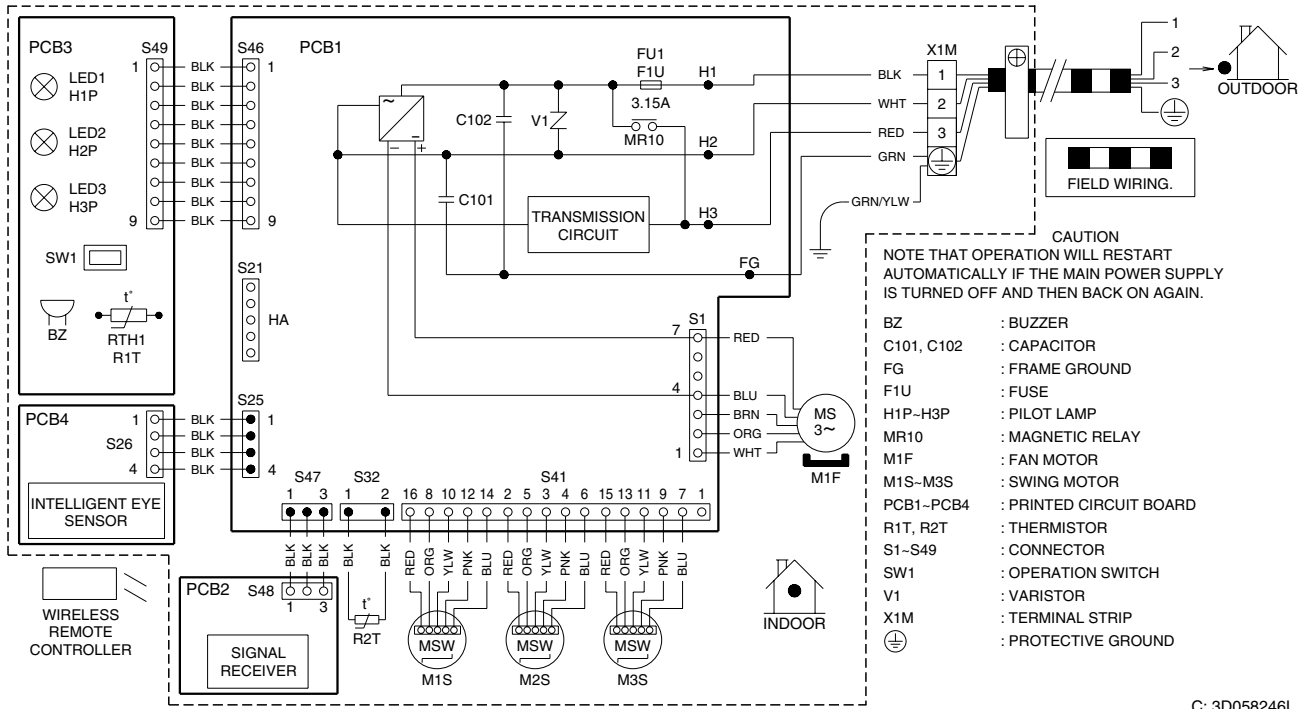 PCB3
S49
S46
PCB1
LED1
H1P
LED2
H2P
LED3
H3P
1 BLK 1
BLK
BLK
BLK
BLK
BLK
BLK
BLK
9 BLK 9
SW1
BZ
t°
RTH1
R1T
S21
HA
~
–
– +
C102
V1
FU1
F1U
3.15A
H1
MR10
H2
C101
TRANSMISSION
CIRCUIT
H3
FG
X1M
BLK 1
WHT 2
RED 3
GRN
GRN/YLW
1
2
3
OUTDOOR
FIELD WIRING.
CAUTION
NOTE THAT OPERATION WILL RESTART
AUTOMATICALLY IF THE MAIN POWER SUPPLY
IS TURNED OFF AND THEN BACK ON AGAIN.
BZ : BUZZER
C101, C102 : CAPACITOR
FG : FRAME GROUND
F1U : FUSE
H1P~H3P : PILOT LAMP
MR10 : MAGNETIC RELAY
M1F : FAN MOTOR
M1S~M3S : SWING MOTOR
PCB1~PCB4 : PRINTED CIRCUIT BOARD
R1T, R2T : THERMISTOR
S1~S49 : CONNECTOR
SW1 : OPERATION SWITCH
V1 : VARISTOR
X1M : TERMINAL STRIP
: PROTECTIVE GROUND
S1
7 RED
4 BLU
BRN
ORG
1 WHT
MS
3~
M1F
PCB4
S26
S25
1 BLK 1
BLK
BLK
4 BLK 4
INTELLIGENT EYE
SENSOR
S47
1 3
S32
1 2
S41
16 8 10 12 14 2 5 3 4 6 15 13 11 9 7 1
BLK BLK BLK
BLK BLK
RED ORG YLW PNK BLU RED ORG YLW PNK BLU RED ORG YLW PNK BLU
PCB2
S48
1 3
SIGNAL
RECEIVER
t°
R2T
MSW
M1S
MSW
M2S
MSW
M3S
INDOOR
WIRELESS
REMOTE
CONTROLLER